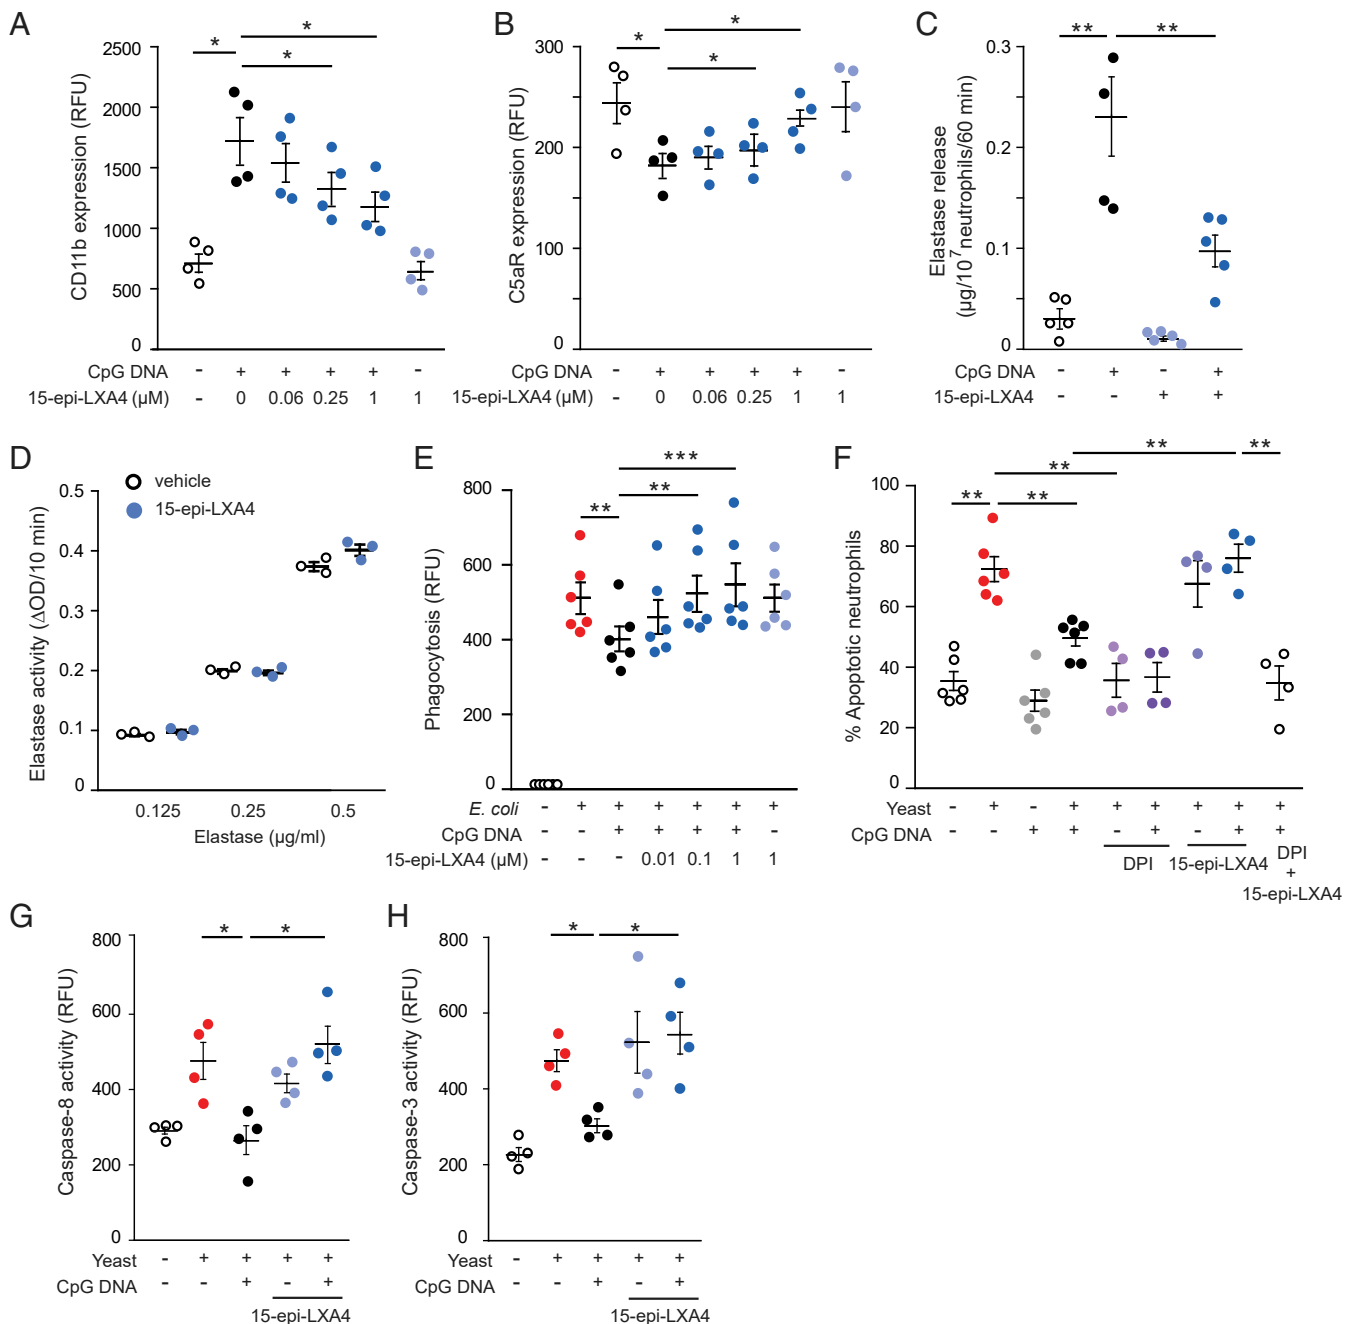 A
CD11b expression (RFU)
2500
2000
1500
1000
500
0
* * *
CpG DNA - + + + + -
15-epi-LXA4 (µM) - 0 0.06 0.25 1 1
B
C5aR expression (RFU)
300
200
100
0
* * *
CpG DNA - + + + + -
15-epi-LXA4 (µM) - 0 0.06 0.25 1 1
C
Elastase release
(µg/10⁷ neutrophils/60 min)
0.3
0.2
0.1
0
** **
CpG DNA - + - +
15-epi-LXA4 - - + +
D
vehicle
15-epi-LXA4
Elastase activity (ΔOD/10 min)
0.5
0.4
0.3
0.2
0.1
0
0.125 0.25 0.5
Elastase (µg/ml)
E
Phagocytosis (RFU)
800
600
400
200
0
** ** ***
E. coli - + + + + + +
CpG DNA - - + + + + -
15-epi-LXA4 (µM) - - - 0.01 0.1 1 1
F
% Apoptotic neutrophils
100
80
60
40
20
0
** ** ** ** **
Yeast - + - + + + + + +
CpG DNA - - + + - + - + +
DPI
15-epi-LXA4
DPI
+
15-epi-LXA4
G
Caspase-8 activity (RFU)
800
600
400
200
0
* *
Yeast - + + + +
CpG DNA - - + - +
15-epi-LXA4
H
Caspase-3 activity (RFU)
800
600
400
200
0
* *
Yeast - + + + +
CpG DNA - - + - +
15-epi-LXA4